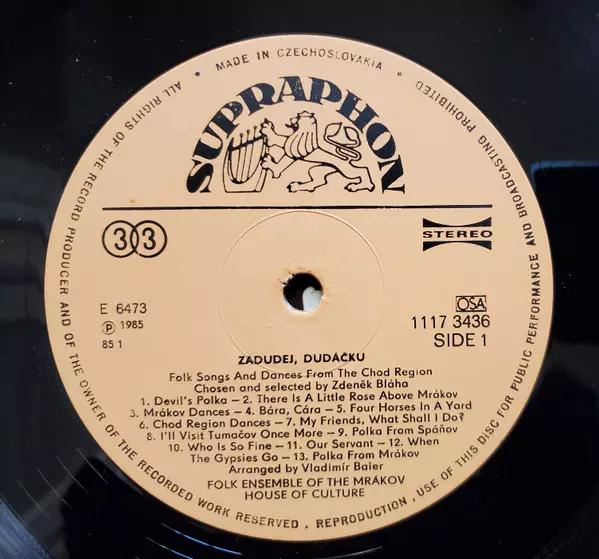 • MADE IN CZECHOSLOVAKIA •
ALL RIGHTS OF THE RECORD PRODUCER AND OF THE OWNER OF THE RECORDED WORK RESERVED , REPRODUCTION , USE OF THIS DISC FOR PUBLIC PERFORMANCE AND BROADCASTING PROHIBITED
SUPRAPHON
33
STEREO
E 6473
℗ 1985
85 1
OSA
1117 3436
SIDE 1
ZADUDEJ, DUDÁČKU
Folk Songs And Dances From The Chod Region
Chosen and selected by Zdeněk Bláha
1. Devil's Polka – 2. There Is A Little Rose Above Mrákov
3. Mrákov Dances – 4. Bára, Cára – 5. Four Horses In A Yard
6. Chod Region Dances – 7. My Friends, What Shall I Do?
8. I'll Visit Tumačov Once More – 9. Polka From Spáňov
10. Who Is So Fine – 11. Our Servant – 12. When
The Gypsies Go – 13. Polka From Mrákov
Arranged by Vladimír Baier
FOLK ENSEMBLE OF THE MRÁKOV
HOUSE OF CULTURE